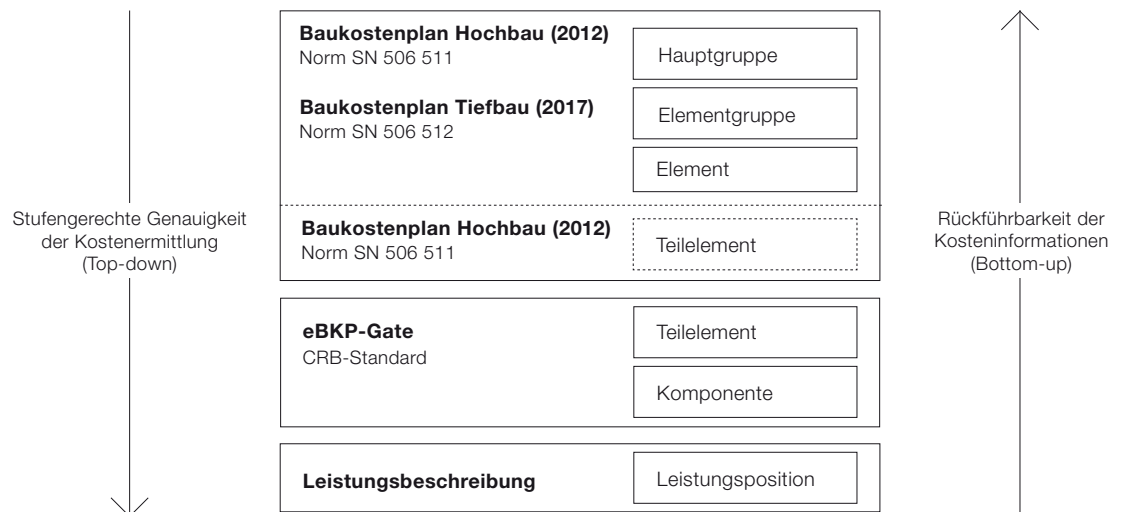 Baukostenplan Hochbau (2012)
Norm SN 506 511
Hauptgruppe
Baukostenplan Tiefbau (2017)
Norm SN 506 512
Elementgruppe
Element
Stufengerechte Genauigkeit
der Kostenermittlung
(Top-down)
Baukostenplan Hochbau (2012)
Norm SN 506 511
Teilelement
Rückführbarkeit der
Kosteninformationen
(Bottom-up)
eBKP-Gate
CRB-Standard
Teilelement
Komponente
Leistungsbeschreibung
Leistungsposition